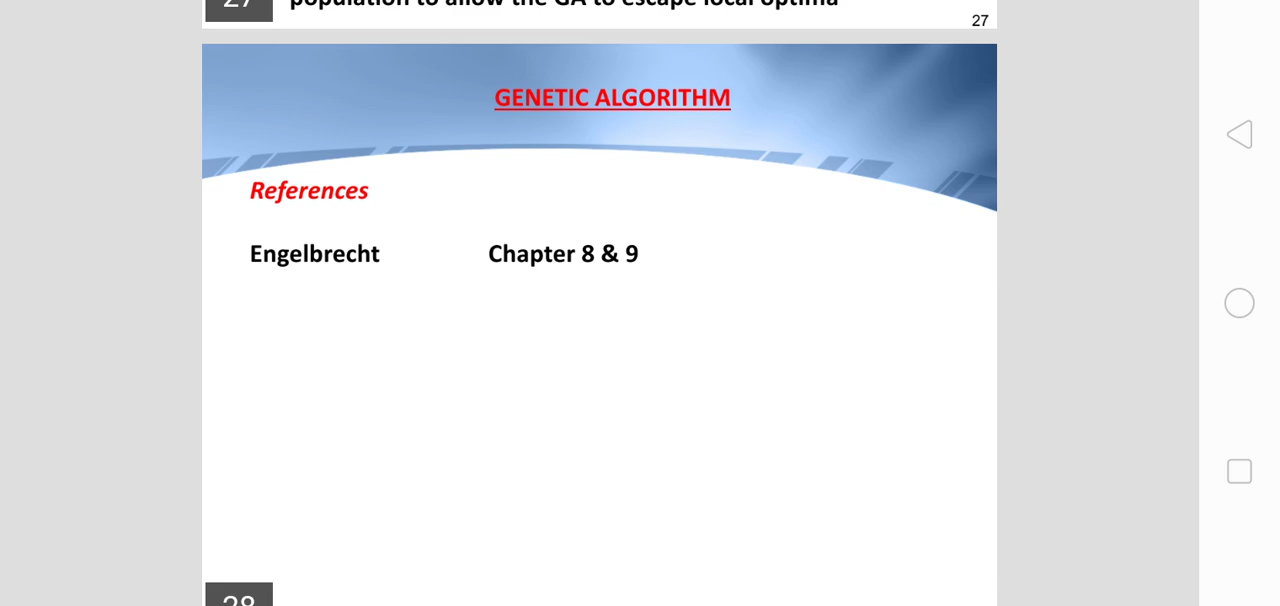 27
population to allow the GA to escape local optima
27
GENETIC ALGORITHM
References
Engelbrecht Chapter 8 & 9
28